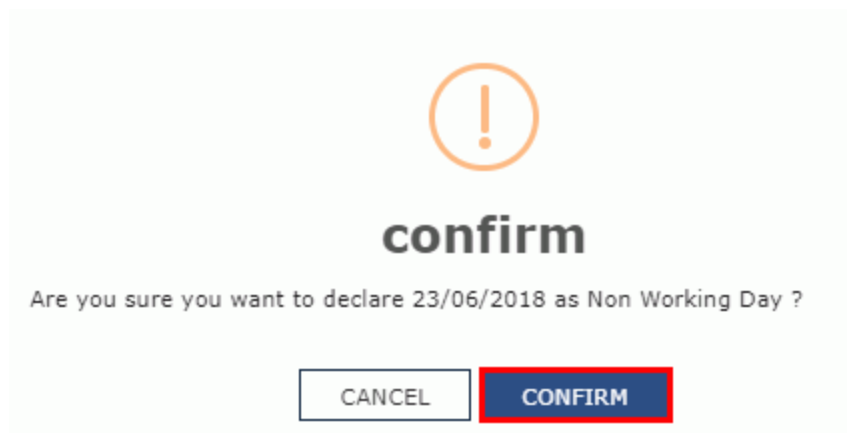 confirm
Are you sure you want to declare 23/06/2018 as Non Working Day ?
CANCEL CONFIRM